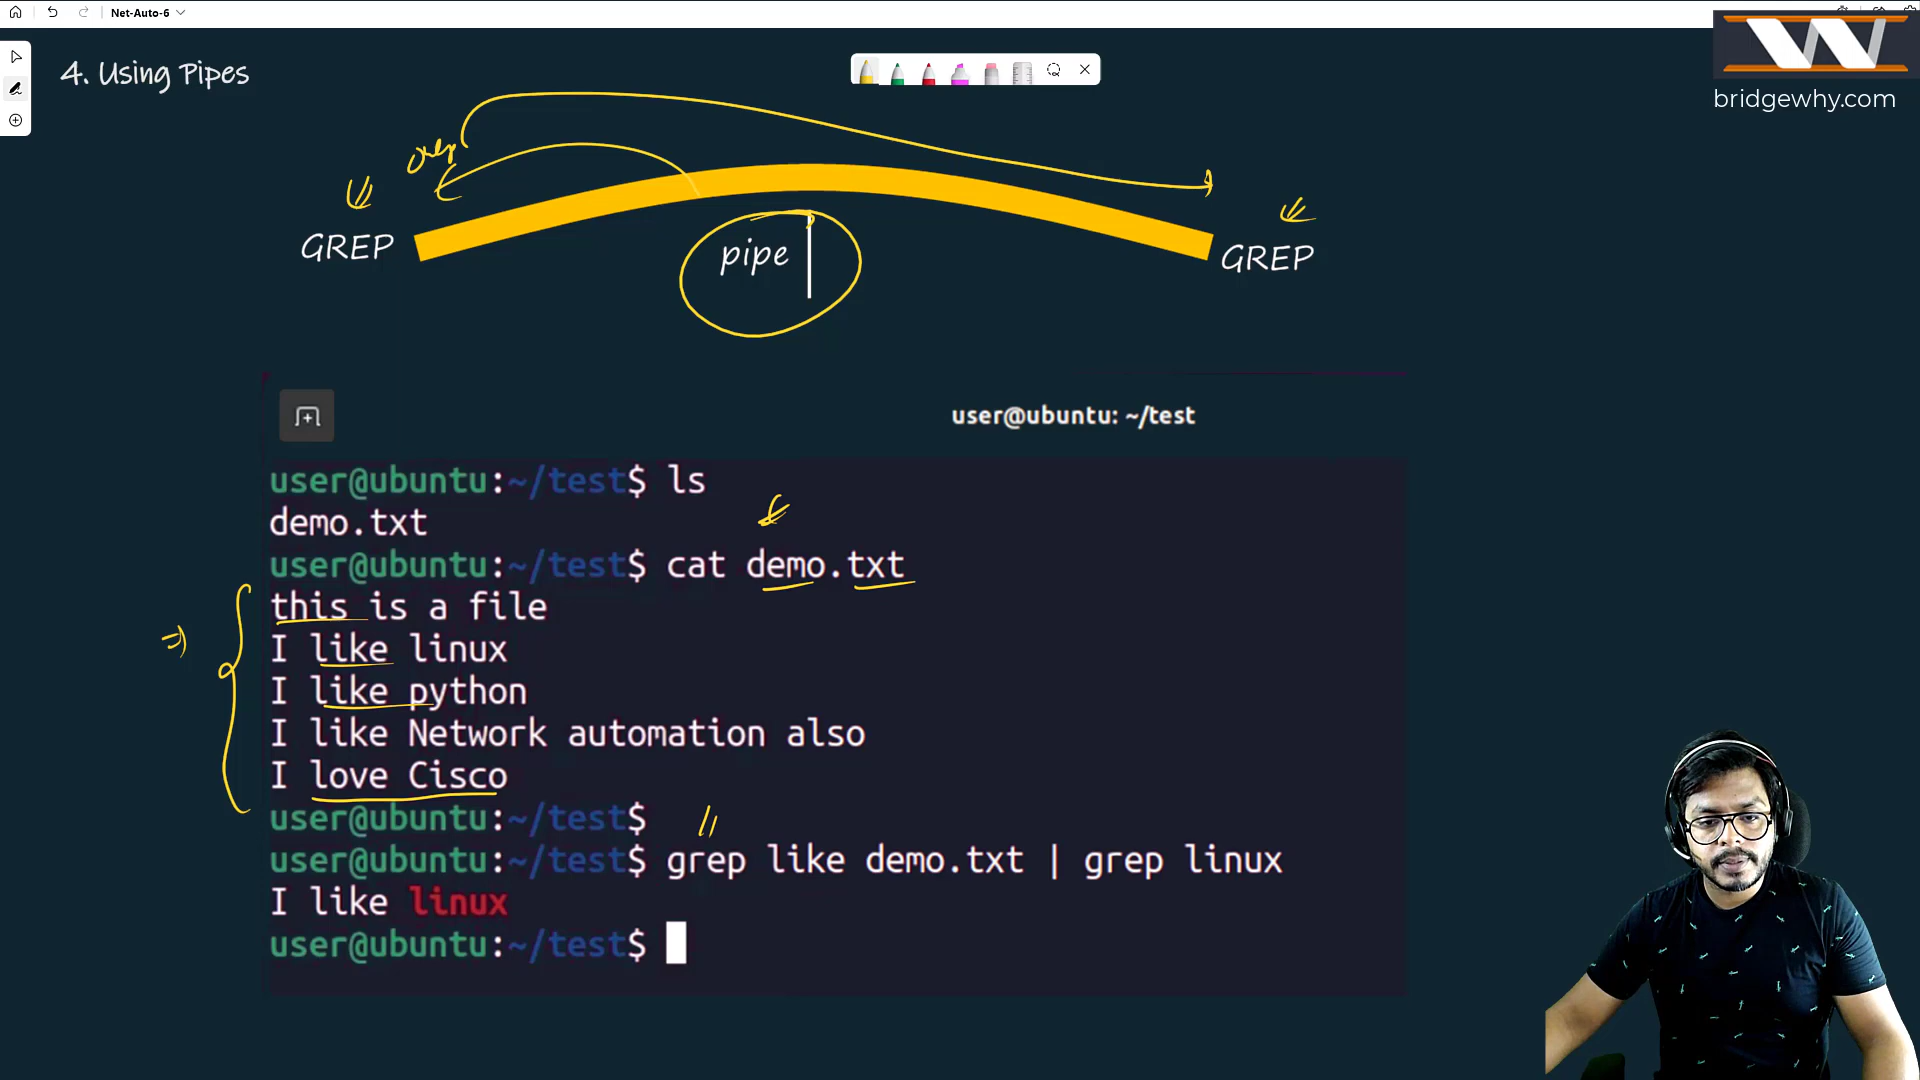 Net-Auto-6
4. Using Pipes
bridgewhy.com
GREP
pipe |
GREP
user@ubuntu: ~/test
user@ubuntu:~/test$ ls
demo.txt
user@ubuntu:~/test$ cat demo.txt
this is a file
I like linux
I like python
I like Network automation also
I love Cisco
user@ubuntu:~/test$
user@ubuntu:~/test$ grep like demo.txt | grep linux
I like linux
user@ubuntu:~/test$